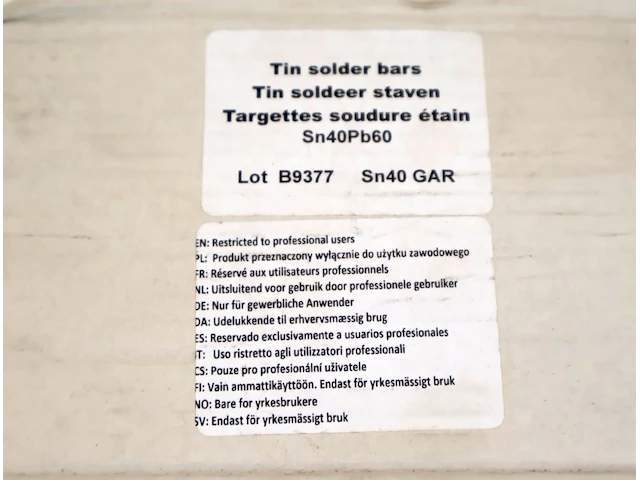 Tin solder bars
Tin soldeer staven
Targettes soudure étain
Sn40Pb60
Lot B9377 Sn40 GAR
EN: Restricted to professional users
PL: Produkt przeznaczony wyłącznie do użytku zawodowego
FR: Réservé aux utilisateurs professionnels
NL: Uitsluitend voor gebruik door professionele gebruiker
DE: Nur für gewerbliche Anwender
DA: Udelukkende til erhvervsmæssig brug
ES: Reservado exclusivamente a usuarios profesionales
IT: Uso ristretto agli utilizzatori professionali
CS: Pouze pro profesionální uživatele
FI: Vain ammattikäyttöön. Endast för yrkesmässigt bruk
NO: Bare for yrkesbrukere
SV: Endast för yrkesmässigt bruk